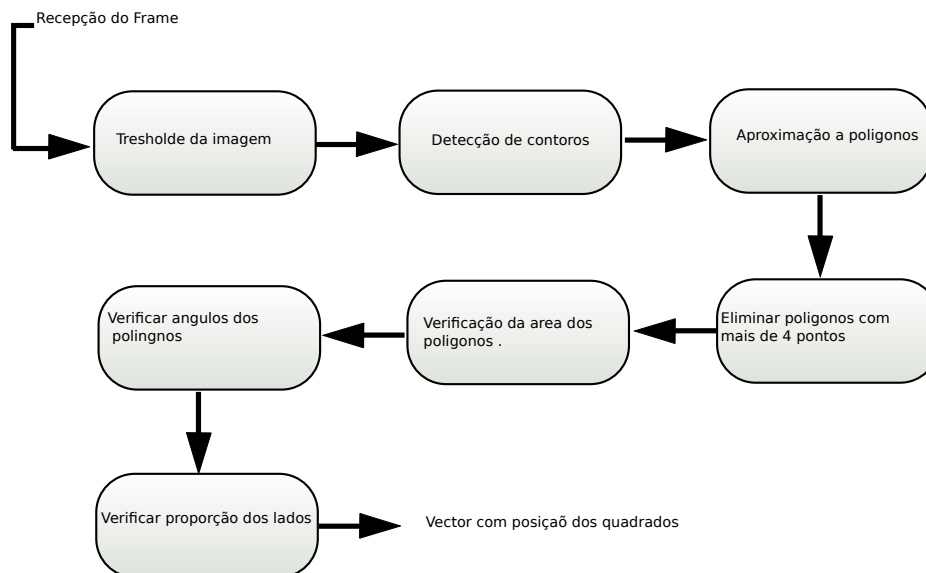 Recepção do Frame
Tresholde da imagem
Detecção de contoros
Aproximação a poligonos
Eliminar poligonos com
mais de 4 pontos
Verificação da area dos
poligonos .
Verificar angulos dos
polingnos
Verificar proporção dos lados
Vector com posiçaõ dos quadrados